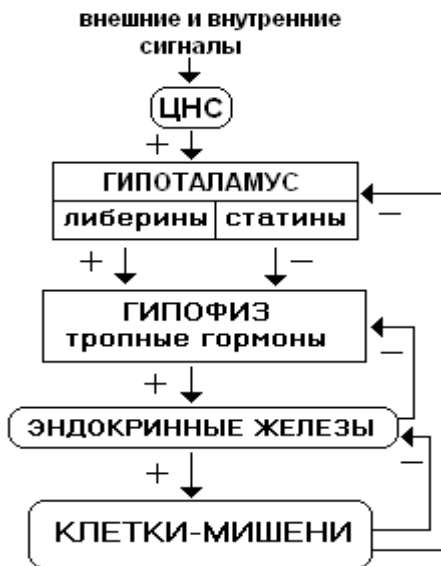 внешние и внутренние
сигналы
ЦНС
+
ГИПОТАЛАМУС
−
либерины статины
+ −
ГИПОФИЗ
тропные гормоны
−
+
ЭНДОКРИННЫЕ ЖЕЛЕЗЫ
+ −
КЛЕТКИ-МИШЕНИ